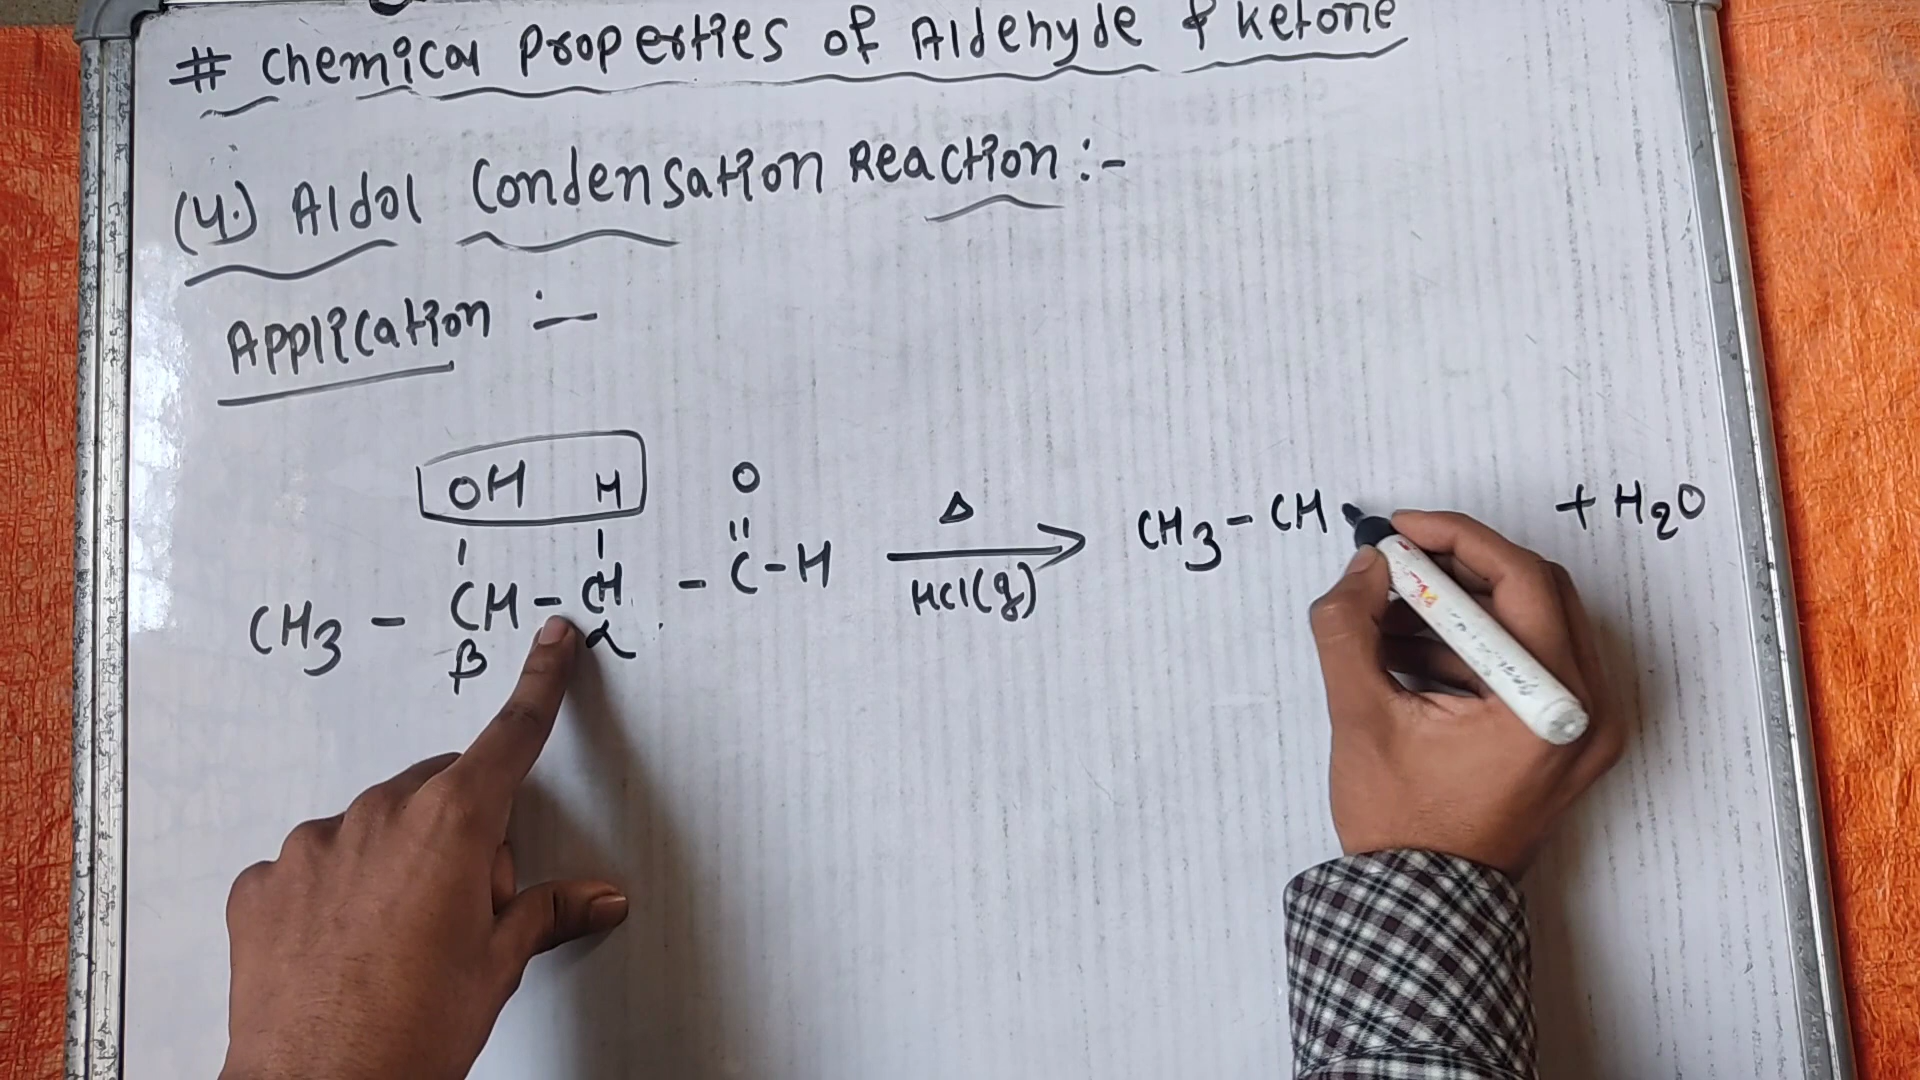 # Chemical Properties of Aldehyde & Ketone
(4.) Aldol Condensation Reaction :-
Application :-
OH H O
CH3 - CH - CH - C - H Δ HCl(g) CH3 - CH + H2O
β α